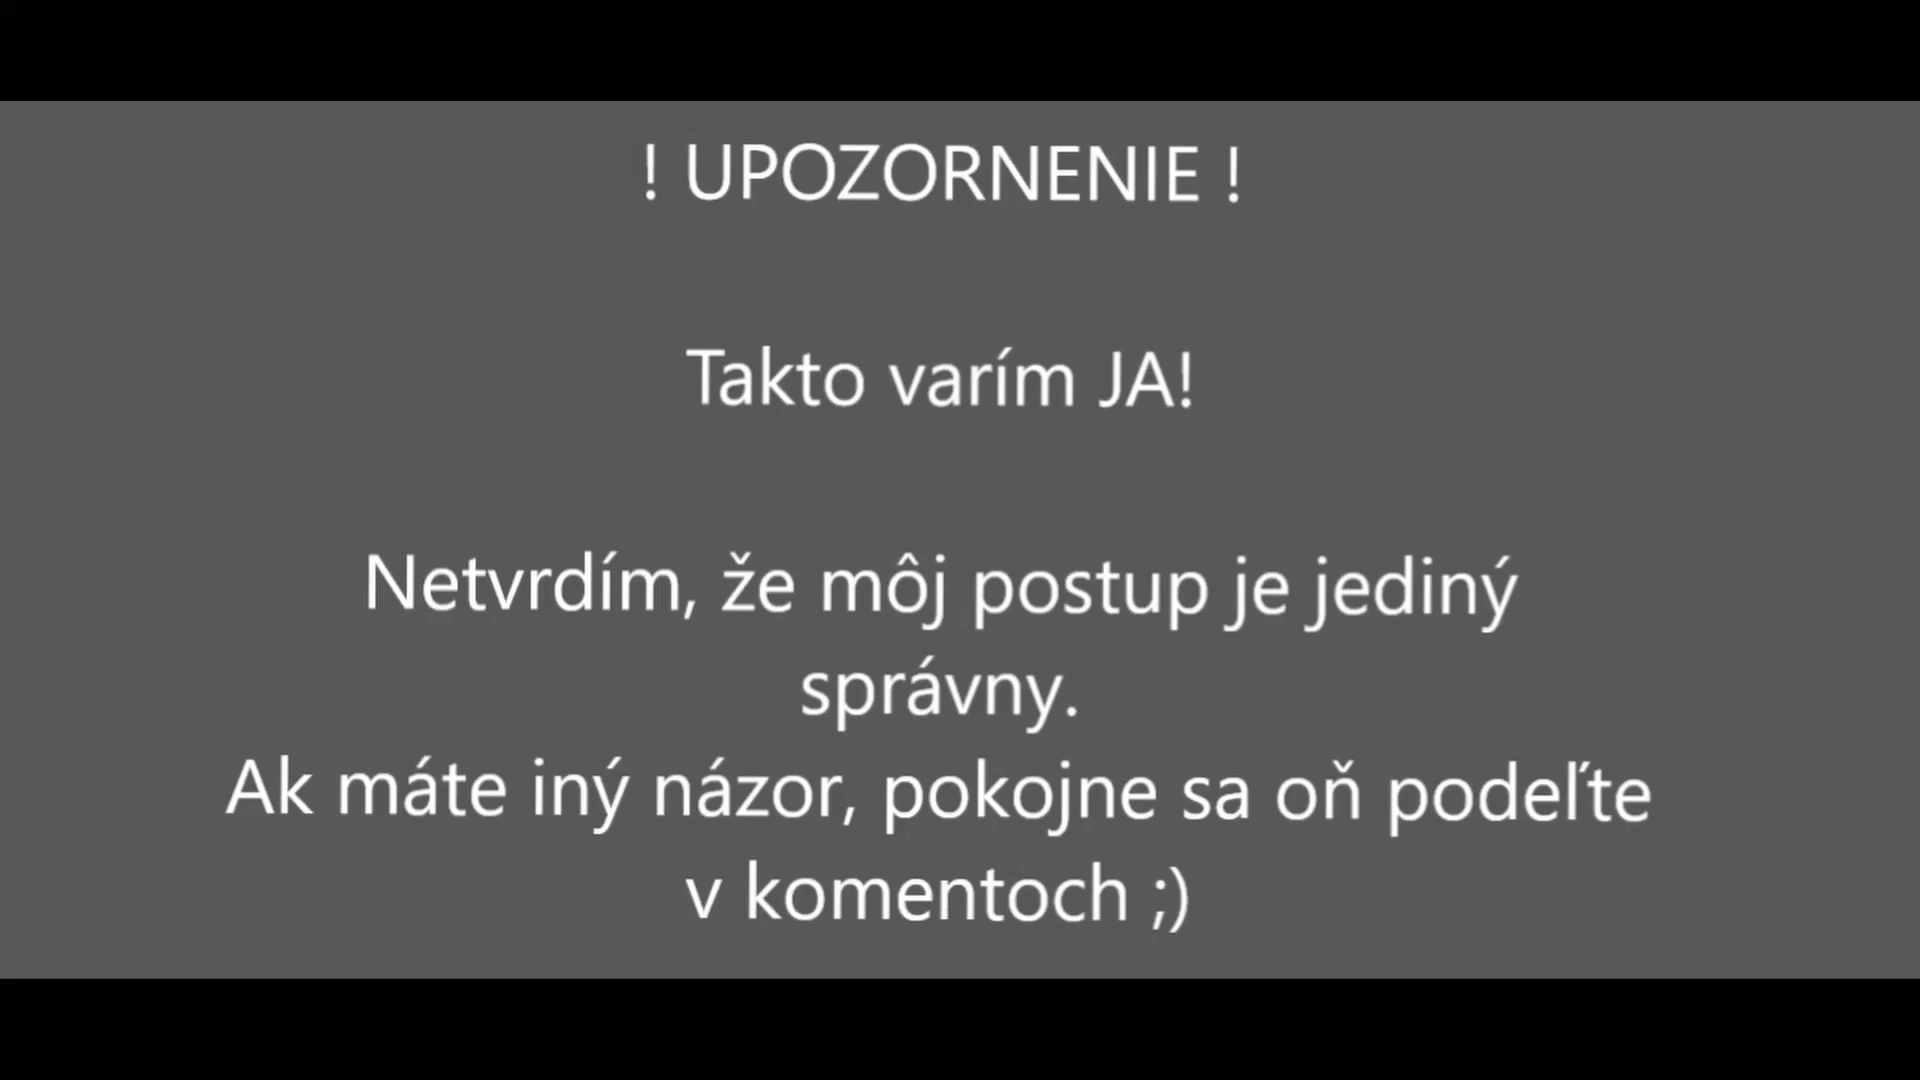 ! UPOZORNENIE !
Takto varím JA!
Netvrdím, že môj postup je jediný
správny.
Ak máte iný názor, pokojne sa oň podeľte
v komentoch ;)